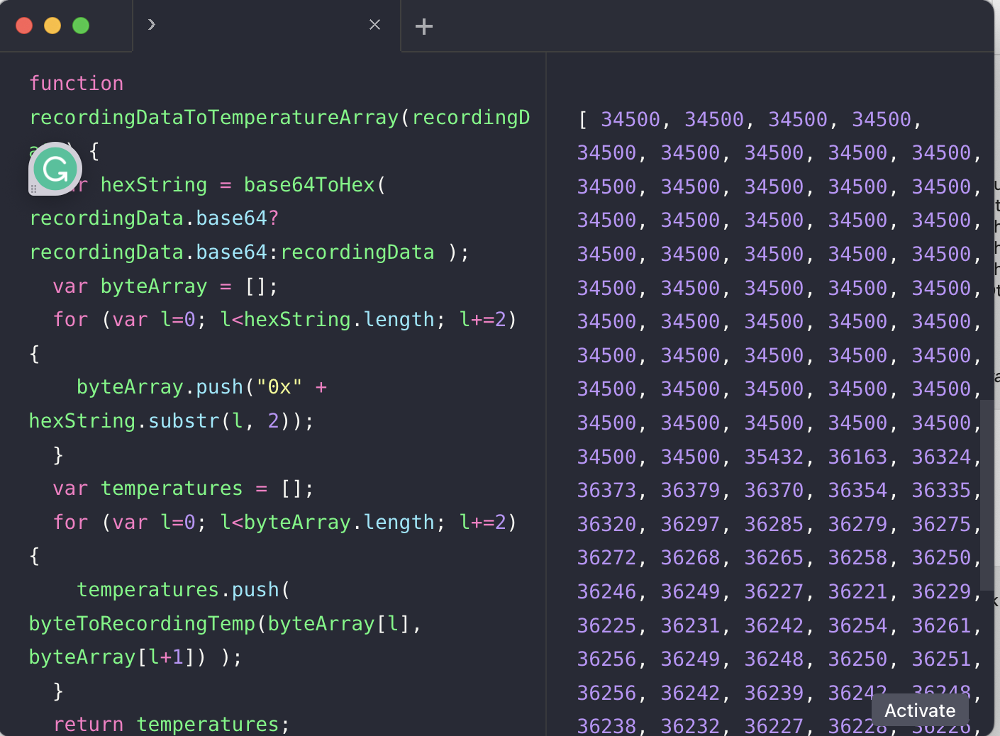 function
recordingDataToTemperatureArray(recordingD
) {
hexString = base64ToHex(
recordingData.base64?
recordingData.base64:recordingData );
var byteArray = [];
for (var l=0; l<hexString.length; l+=2)
{
byteArray.push("0x" +
hexString.substr(l, 2));
}
var temperatures = [];
for (var l=0; l<byteArray.length; l+=2)
{
temperatures.push(
byteToRecordingTemp(byteArray[l],
byteArray[l+1]) );
}
return temperatures;
[ 34500, 34500, 34500, 34500,
34500, 34500, 34500, 34500, 34500,
34500, 34500, 34500, 34500, 34500,
34500, 34500, 34500, 34500, 34500,
34500, 34500, 34500, 34500, 34500,
34500, 34500, 34500, 34500, 34500,
34500, 34500, 34500, 34500, 34500,
34500, 34500, 34500, 34500, 34500,
34500, 34500, 34500, 34500, 34500,
34500, 34500, 34500, 34500, 34500,
34500, 34500, 35432, 36163, 36324,
36373, 36379, 36370, 36354, 36335,
36320, 36297, 36285, 36279, 36275,
36272, 36268, 36265, 36258, 36250,
36246, 36249, 36227, 36221, 36229,
36225, 36231, 36242, 36254, 36261,
36256, 36249, 36248, 36250, 36251,
36256, 36242, 36239, 36242, 36248,
36238, 36232, 36227, 36228, 36226,
Activate